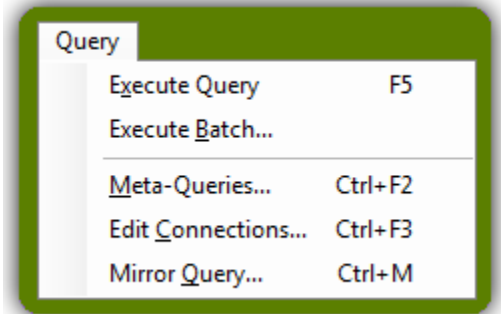 Query
Execute Query F5
Execute Batch...
Meta-Queries... Ctrl+F2
Edit Connections... Ctrl+F3
Mirror Query... Ctrl+M